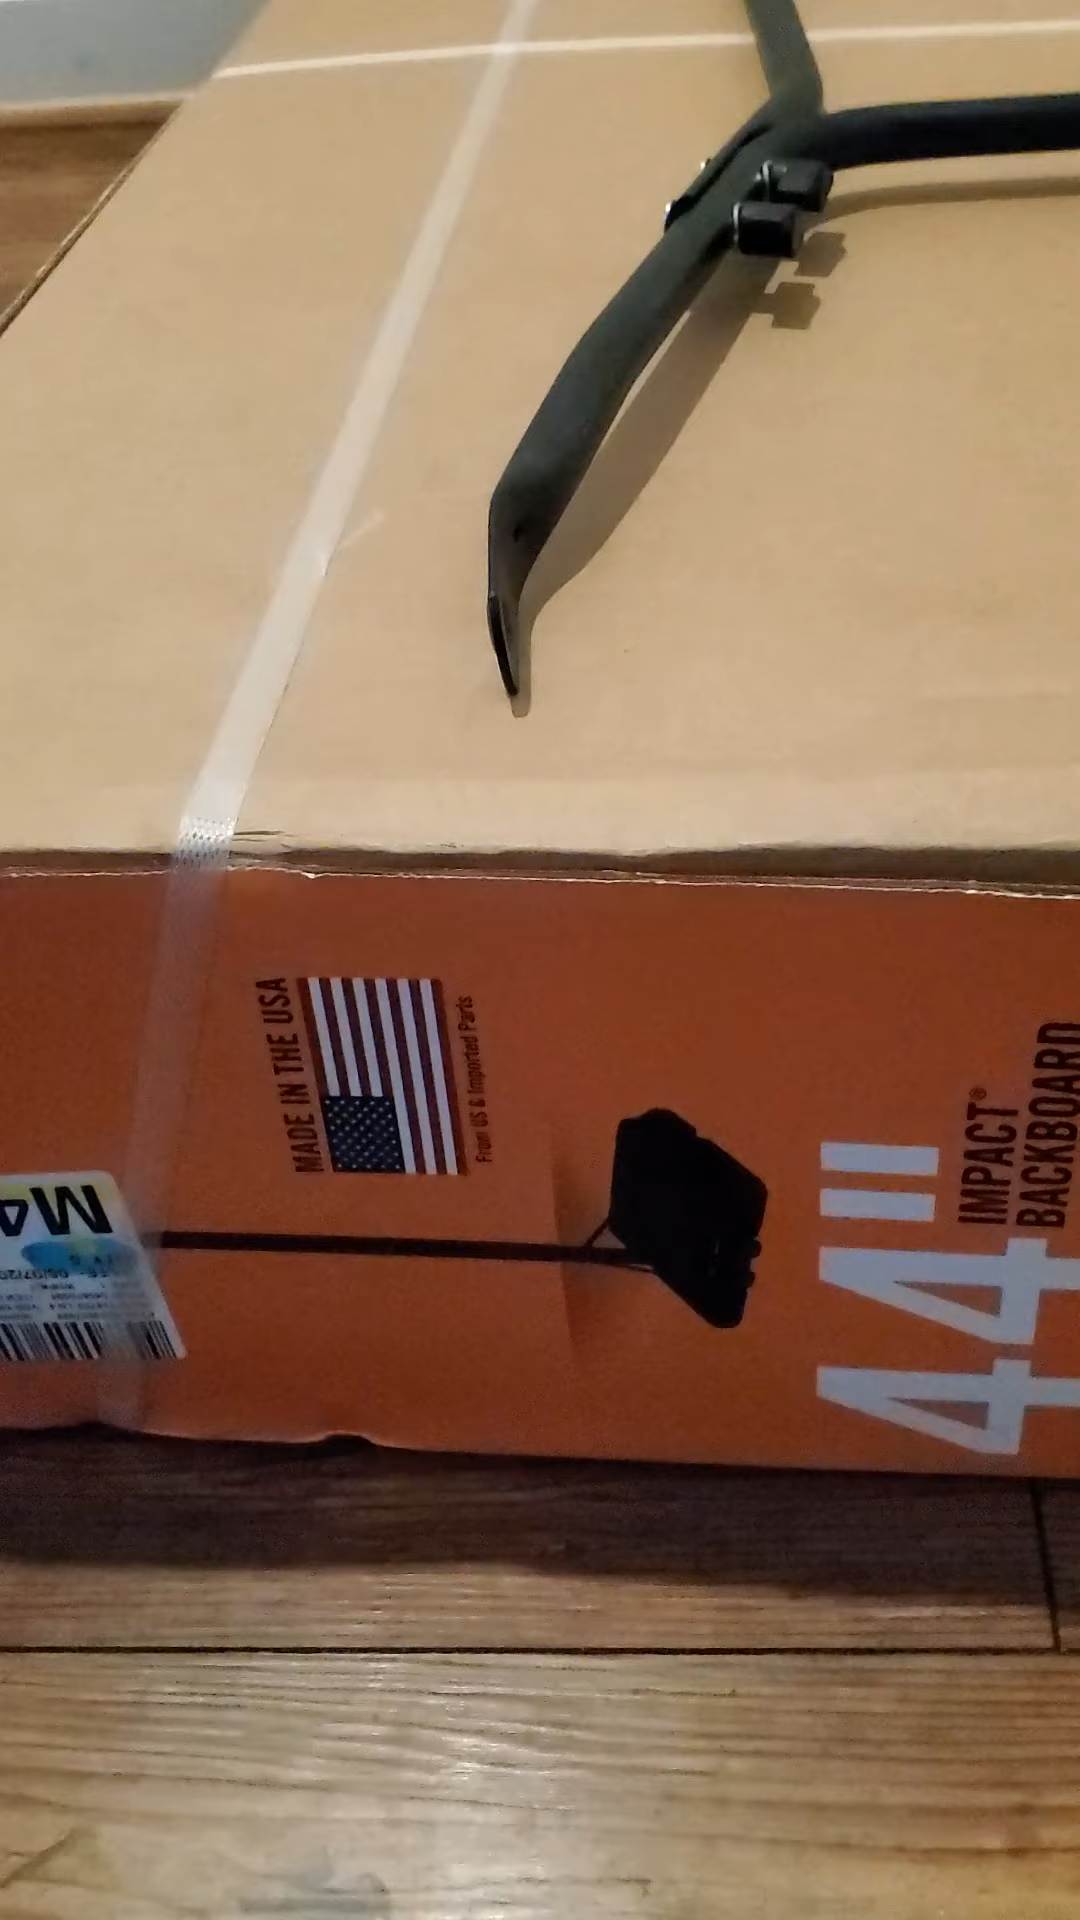 MADE IN THE USA
From US & Imported Parts
44"
IMPACT®
BACKBOARD
M4